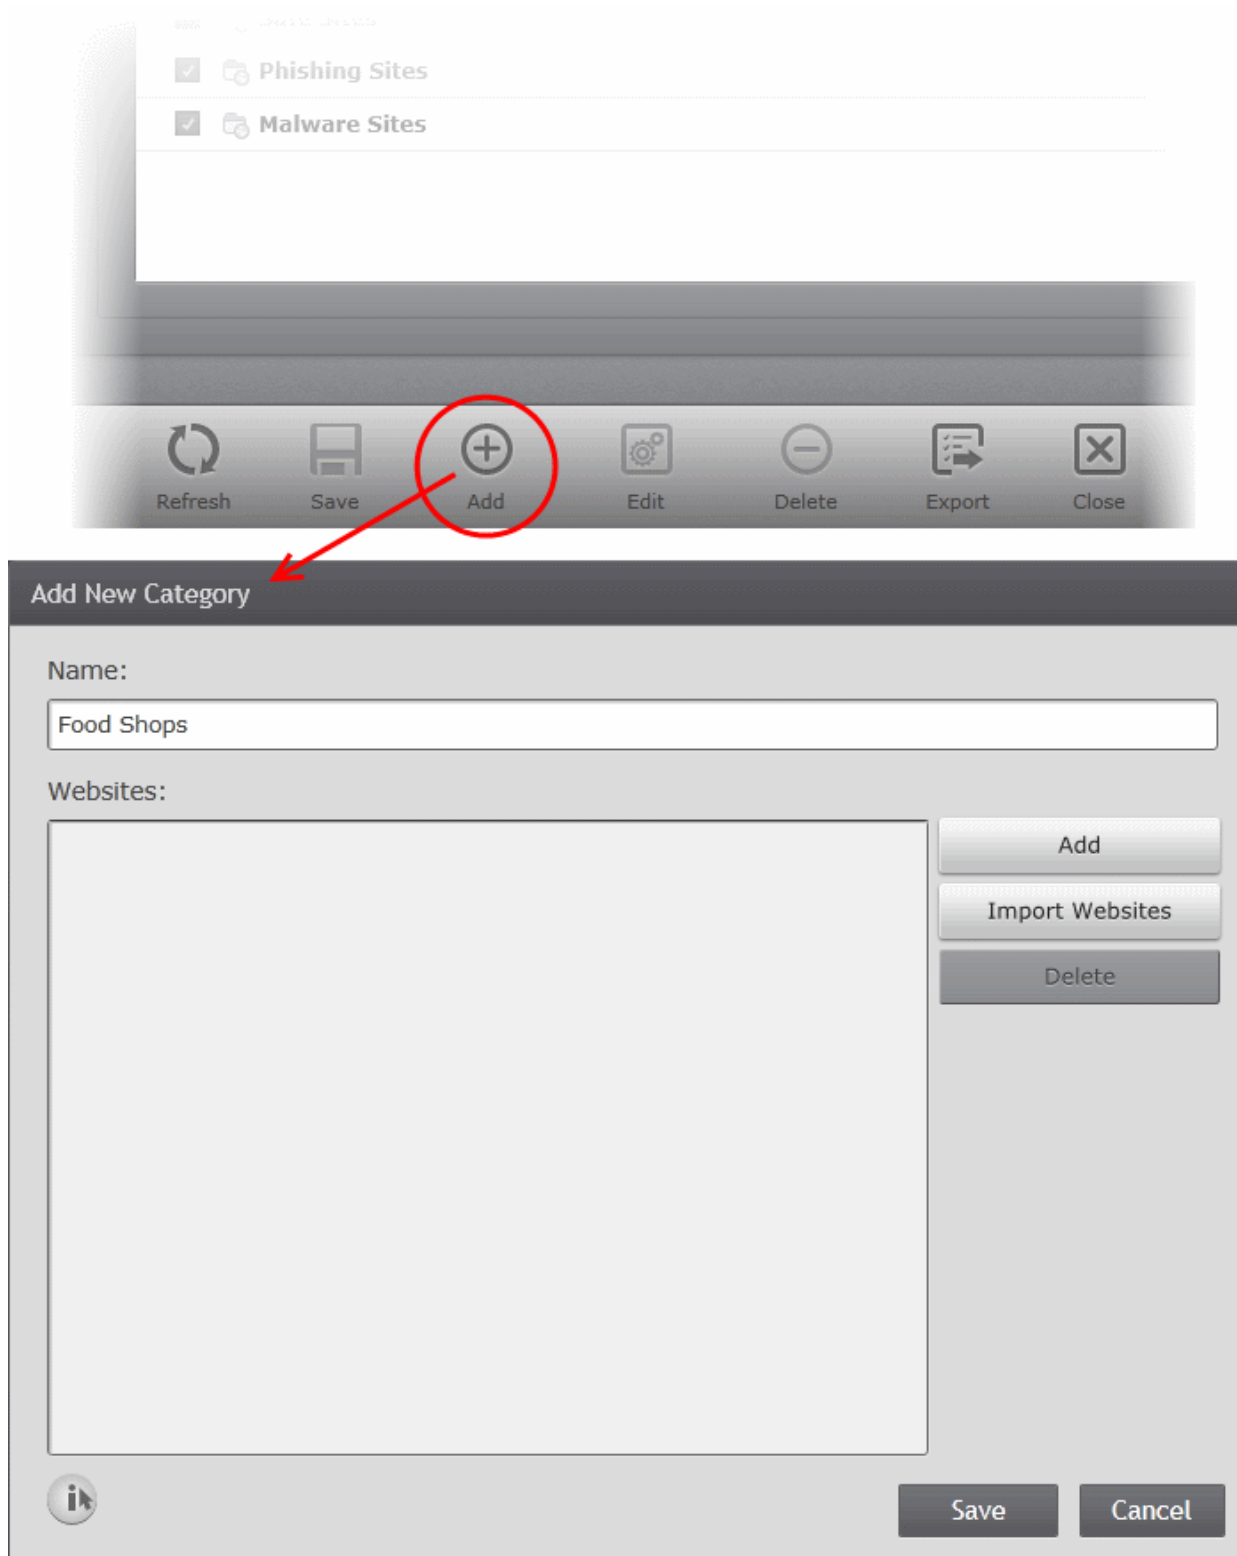 Phishing Sites
Malware Sites
Refresh Save Add Edit Delete Export Close
Add New Category
Name:
Food Shops
Websites:
Add
Import Websites
Delete
Save Cancel